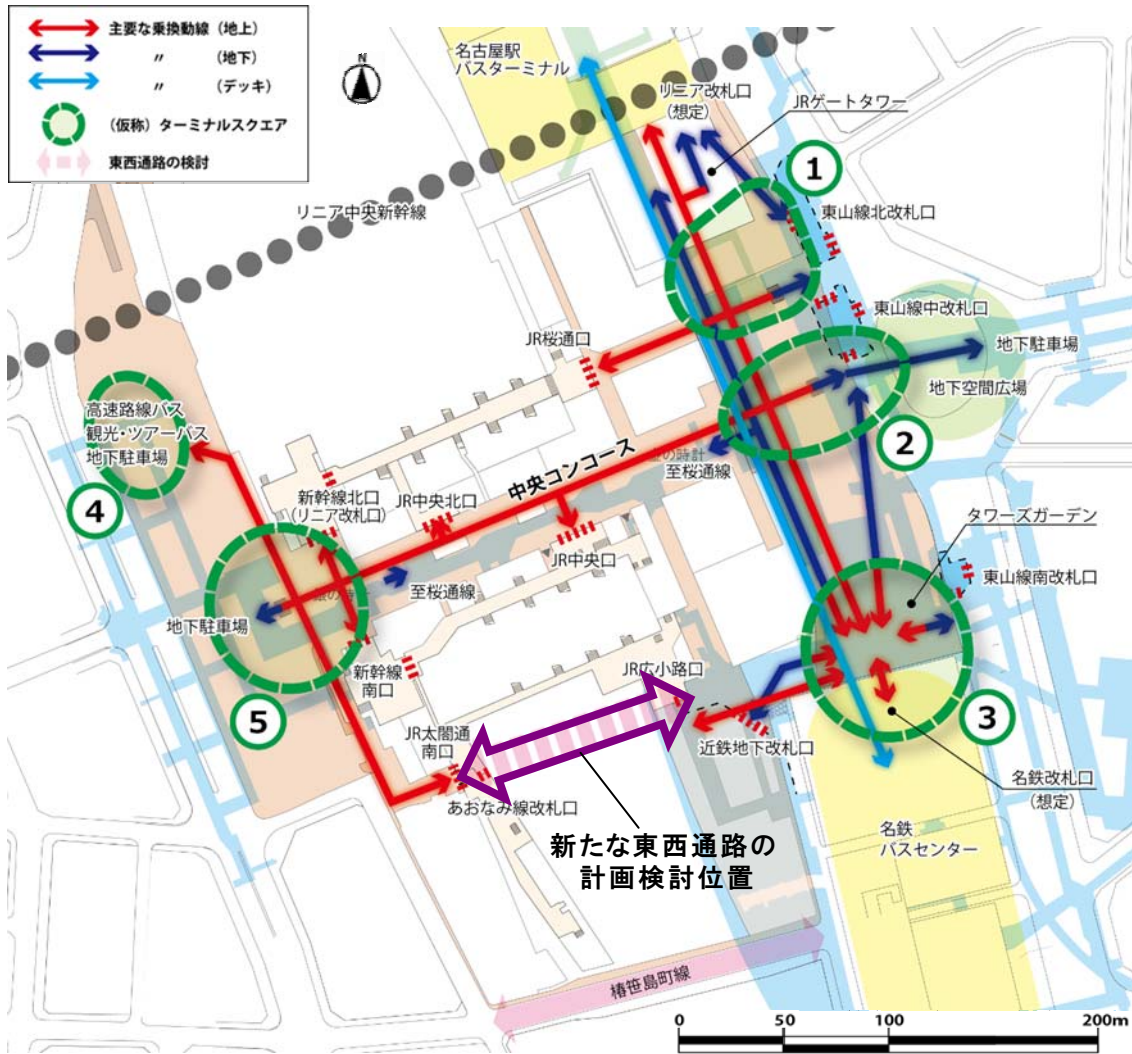 主要な乗換動線（地上）
〃 （地下）
〃 （デッキ）
（仮称）ターミナルスクエア
東西通路の検討
N
名古屋駅
バスターミナル
リニア改札口
（想定）
JRゲートタワー
①
リニア中央新幹線
東山線北改札口
東山線中改札口
JR桜通口
地下駐車場
地下空間広場
②
高速路線バス
観光・ツアーバス
地下駐車場
④
中央コンコース
の時計
至桜通線
新幹線北口
（リニア改札口）
JR中央北口
JR中央口
タワーズガーデン
東山線南改札口
至桜通線
の時計
地下駐車場
新幹線
南口
⑤
JR広小路口
③
JR太閤通
南口
近鉄地下改札口
あおなみ線改札口
名鉄改札口
（想定）
新たな東西通路の
計画検討位置
名鉄
バスセンター
椿笹島町線
0 50 100 200m